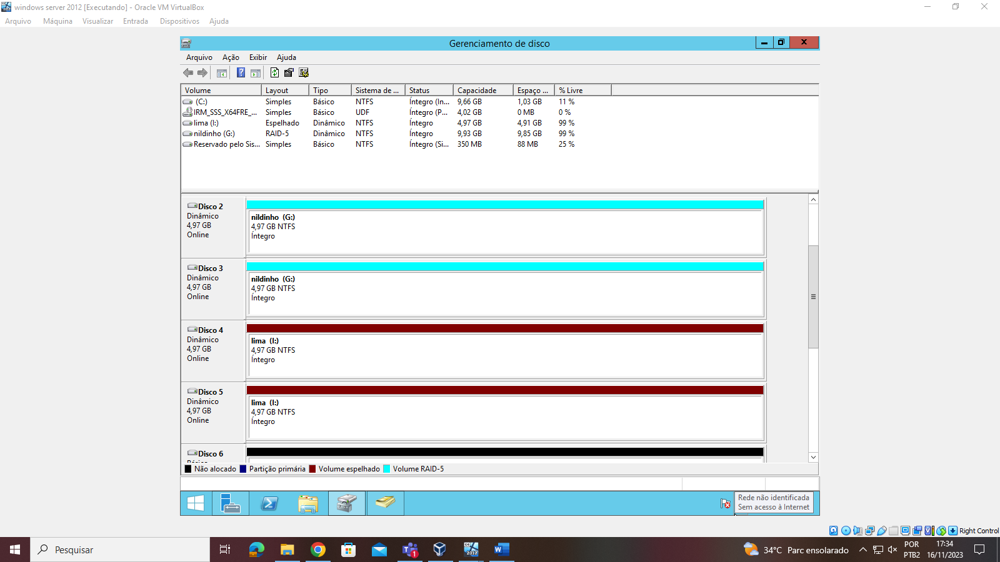 windows server 2012 [Executando] - Oracle VM VirtualBox
Arquivo Máquina Visualizar Entrada Dispositivos Ajuda
Gerenciamento de disco
Arquivo Ação Exibir Ajuda
Volume Layout Tipo Sistema de ... Status Capacidade Espaço ... % Livre
(C:) Simples Básico NTFS Íntegro (In... 9,66 GB 1,03 GB 11 %
IRM_SSS_X64FRE_... Simples Básico UDF Íntegro (P... 4,02 GB 0 MB 0 %
lima (I:) Espelhado Dinâmico NTFS Íntegro 4,97 GB 4,91 GB 99 %
nildinho (G:) RAID-5 Dinâmico NTFS Íntegro 9,93 GB 9,85 GB 99 %
Reservado pelo Sis... Simples Básico NTFS Íntegro (Si... 350 MB 88 MB 25 %
Disco 2
Dinâmico
4,97 GB
Online
nildinho (G:)
4,97 GB NTFS
Íntegro
Disco 3
Dinâmico
4,97 GB
Online
nildinho (G:)
4,97 GB NTFS
Íntegro
Disco 4
Dinâmico
4,97 GB
Online
lima (I:)
4,97 GB NTFS
Íntegro
Disco 5
Dinâmico
4,97 GB
Online
lima (I:)
4,97 GB NTFS
Íntegro
Disco 6
Não alocado Partição primária Volume espelhado Volume RAID-5
Rede não identificada
Sem acesso à Internet
Right Control
Pesquisar
1
2012
34°C Parc ensolarado
POR
PTB2
17:34
16/11/2023